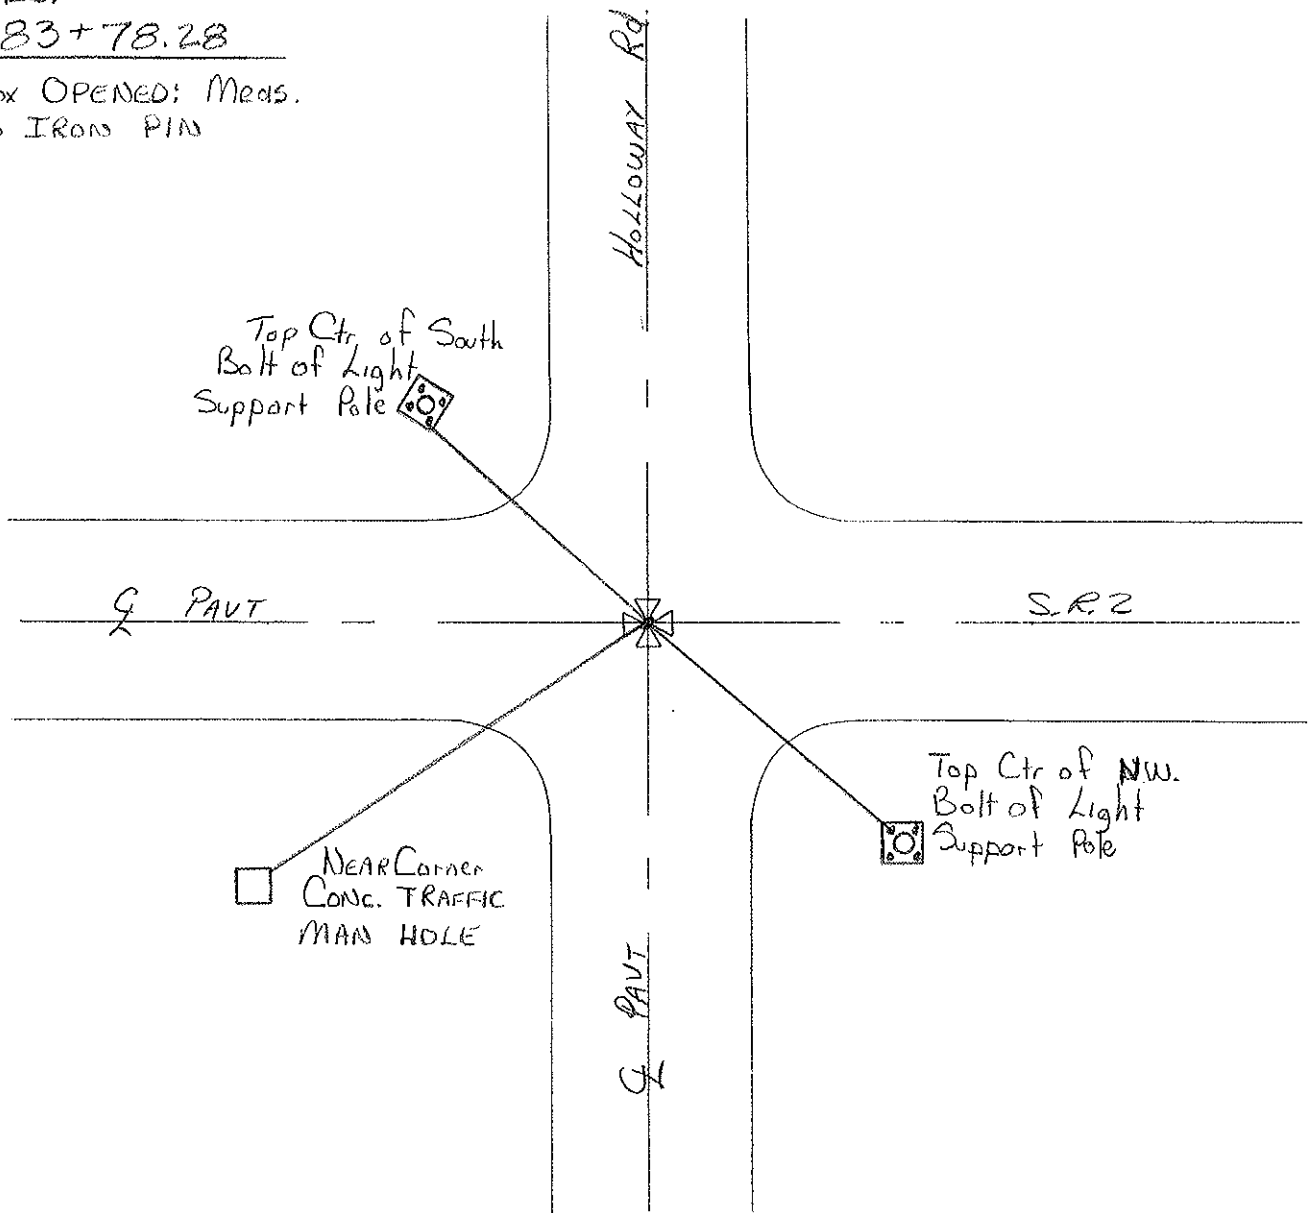 83+78.28
OPENED: Meas.
IRON PIN
HOLLOWAY Rd.
Top Ctr. of South
Bolt of Light
Support Pole
℄ PAVT
S.R.2
Top Ctr of NW.
Bolt of Light
Support Pole
NEAR Corner
CONC. TRAFFIC
MAN HOLE
℄ PAVT